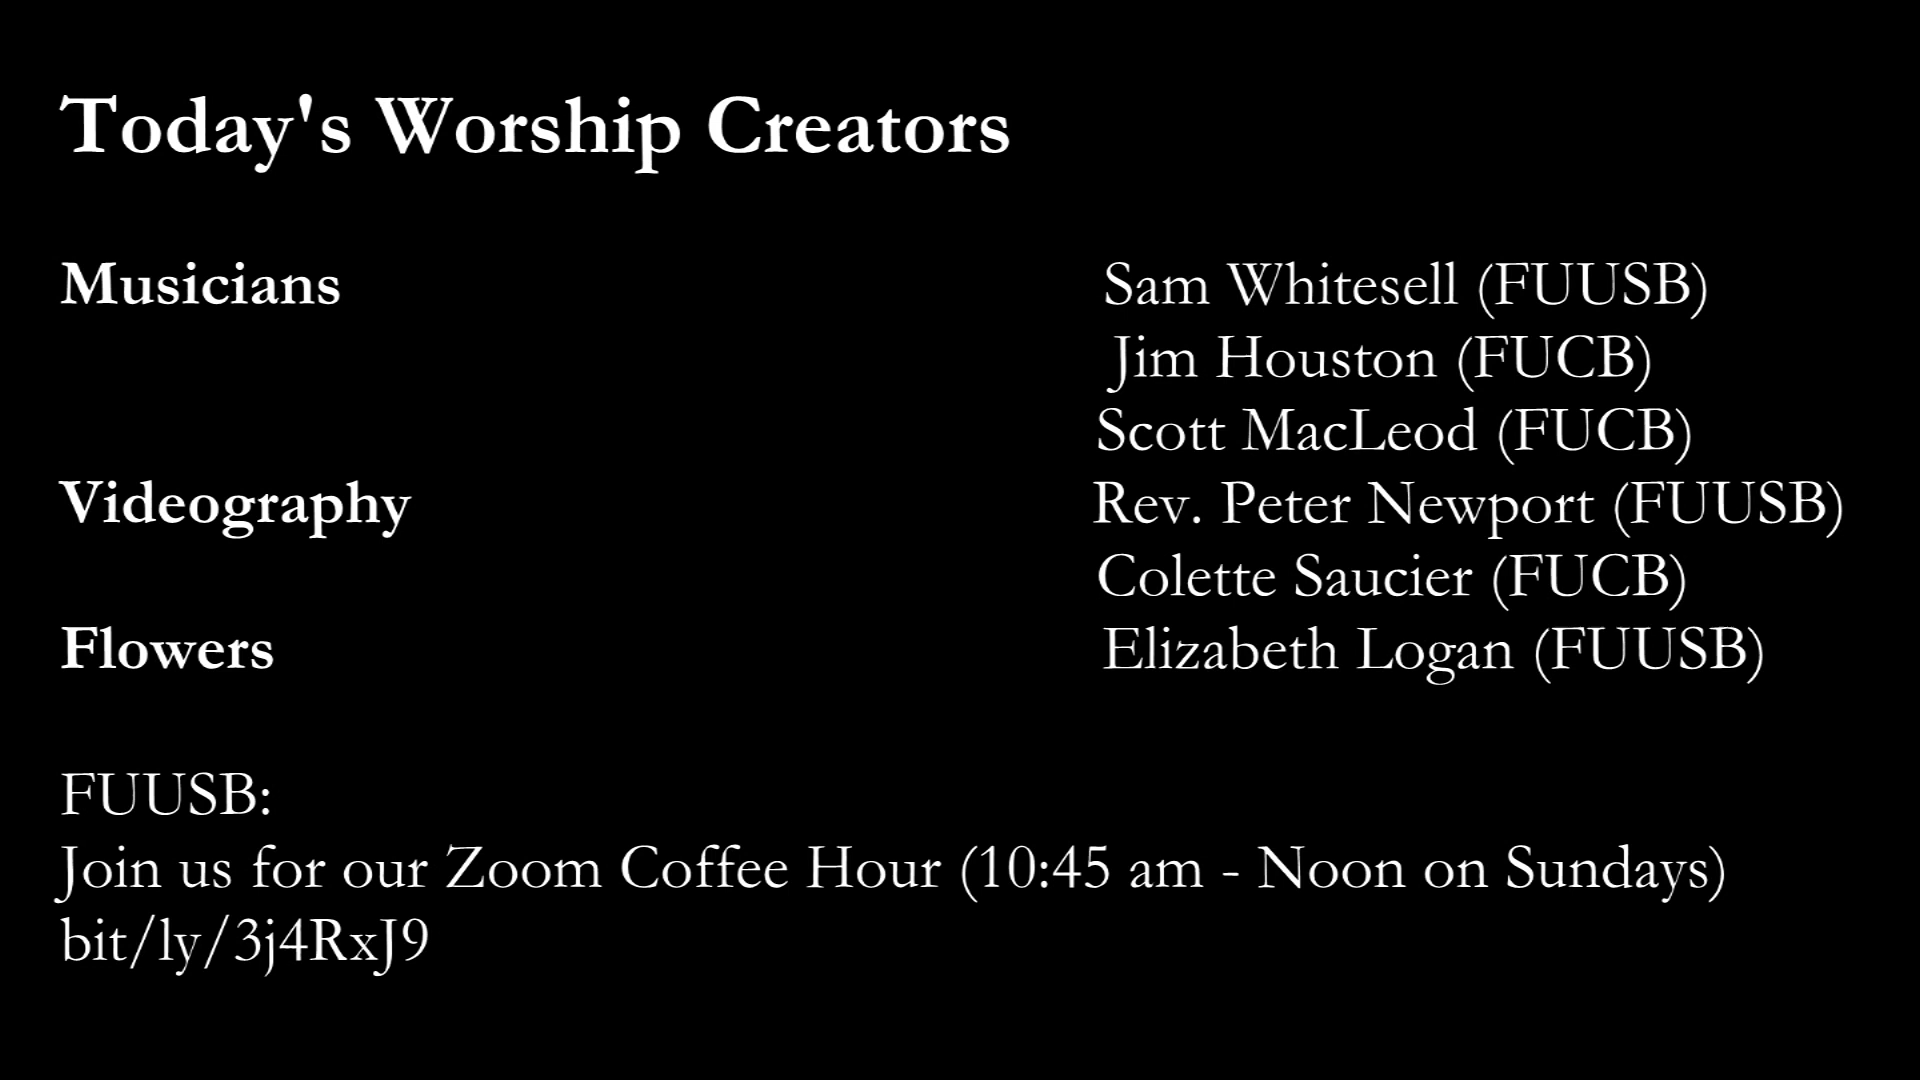 Today's Worship Creators
Musicians Sam Whitesell (FUUSB)
Jim Houston (FUCB)
Scott MacLeod (FUCB)
Videography Rev. Peter Newport (FUUSB)
Colette Saucier (FUCB)
Flowers Elizabeth Logan (FUUSB)
FUUSB:
Join us for our Zoom Coffee Hour (10:45 am - Noon on Sundays)
bit/ly/3j4RxJ9